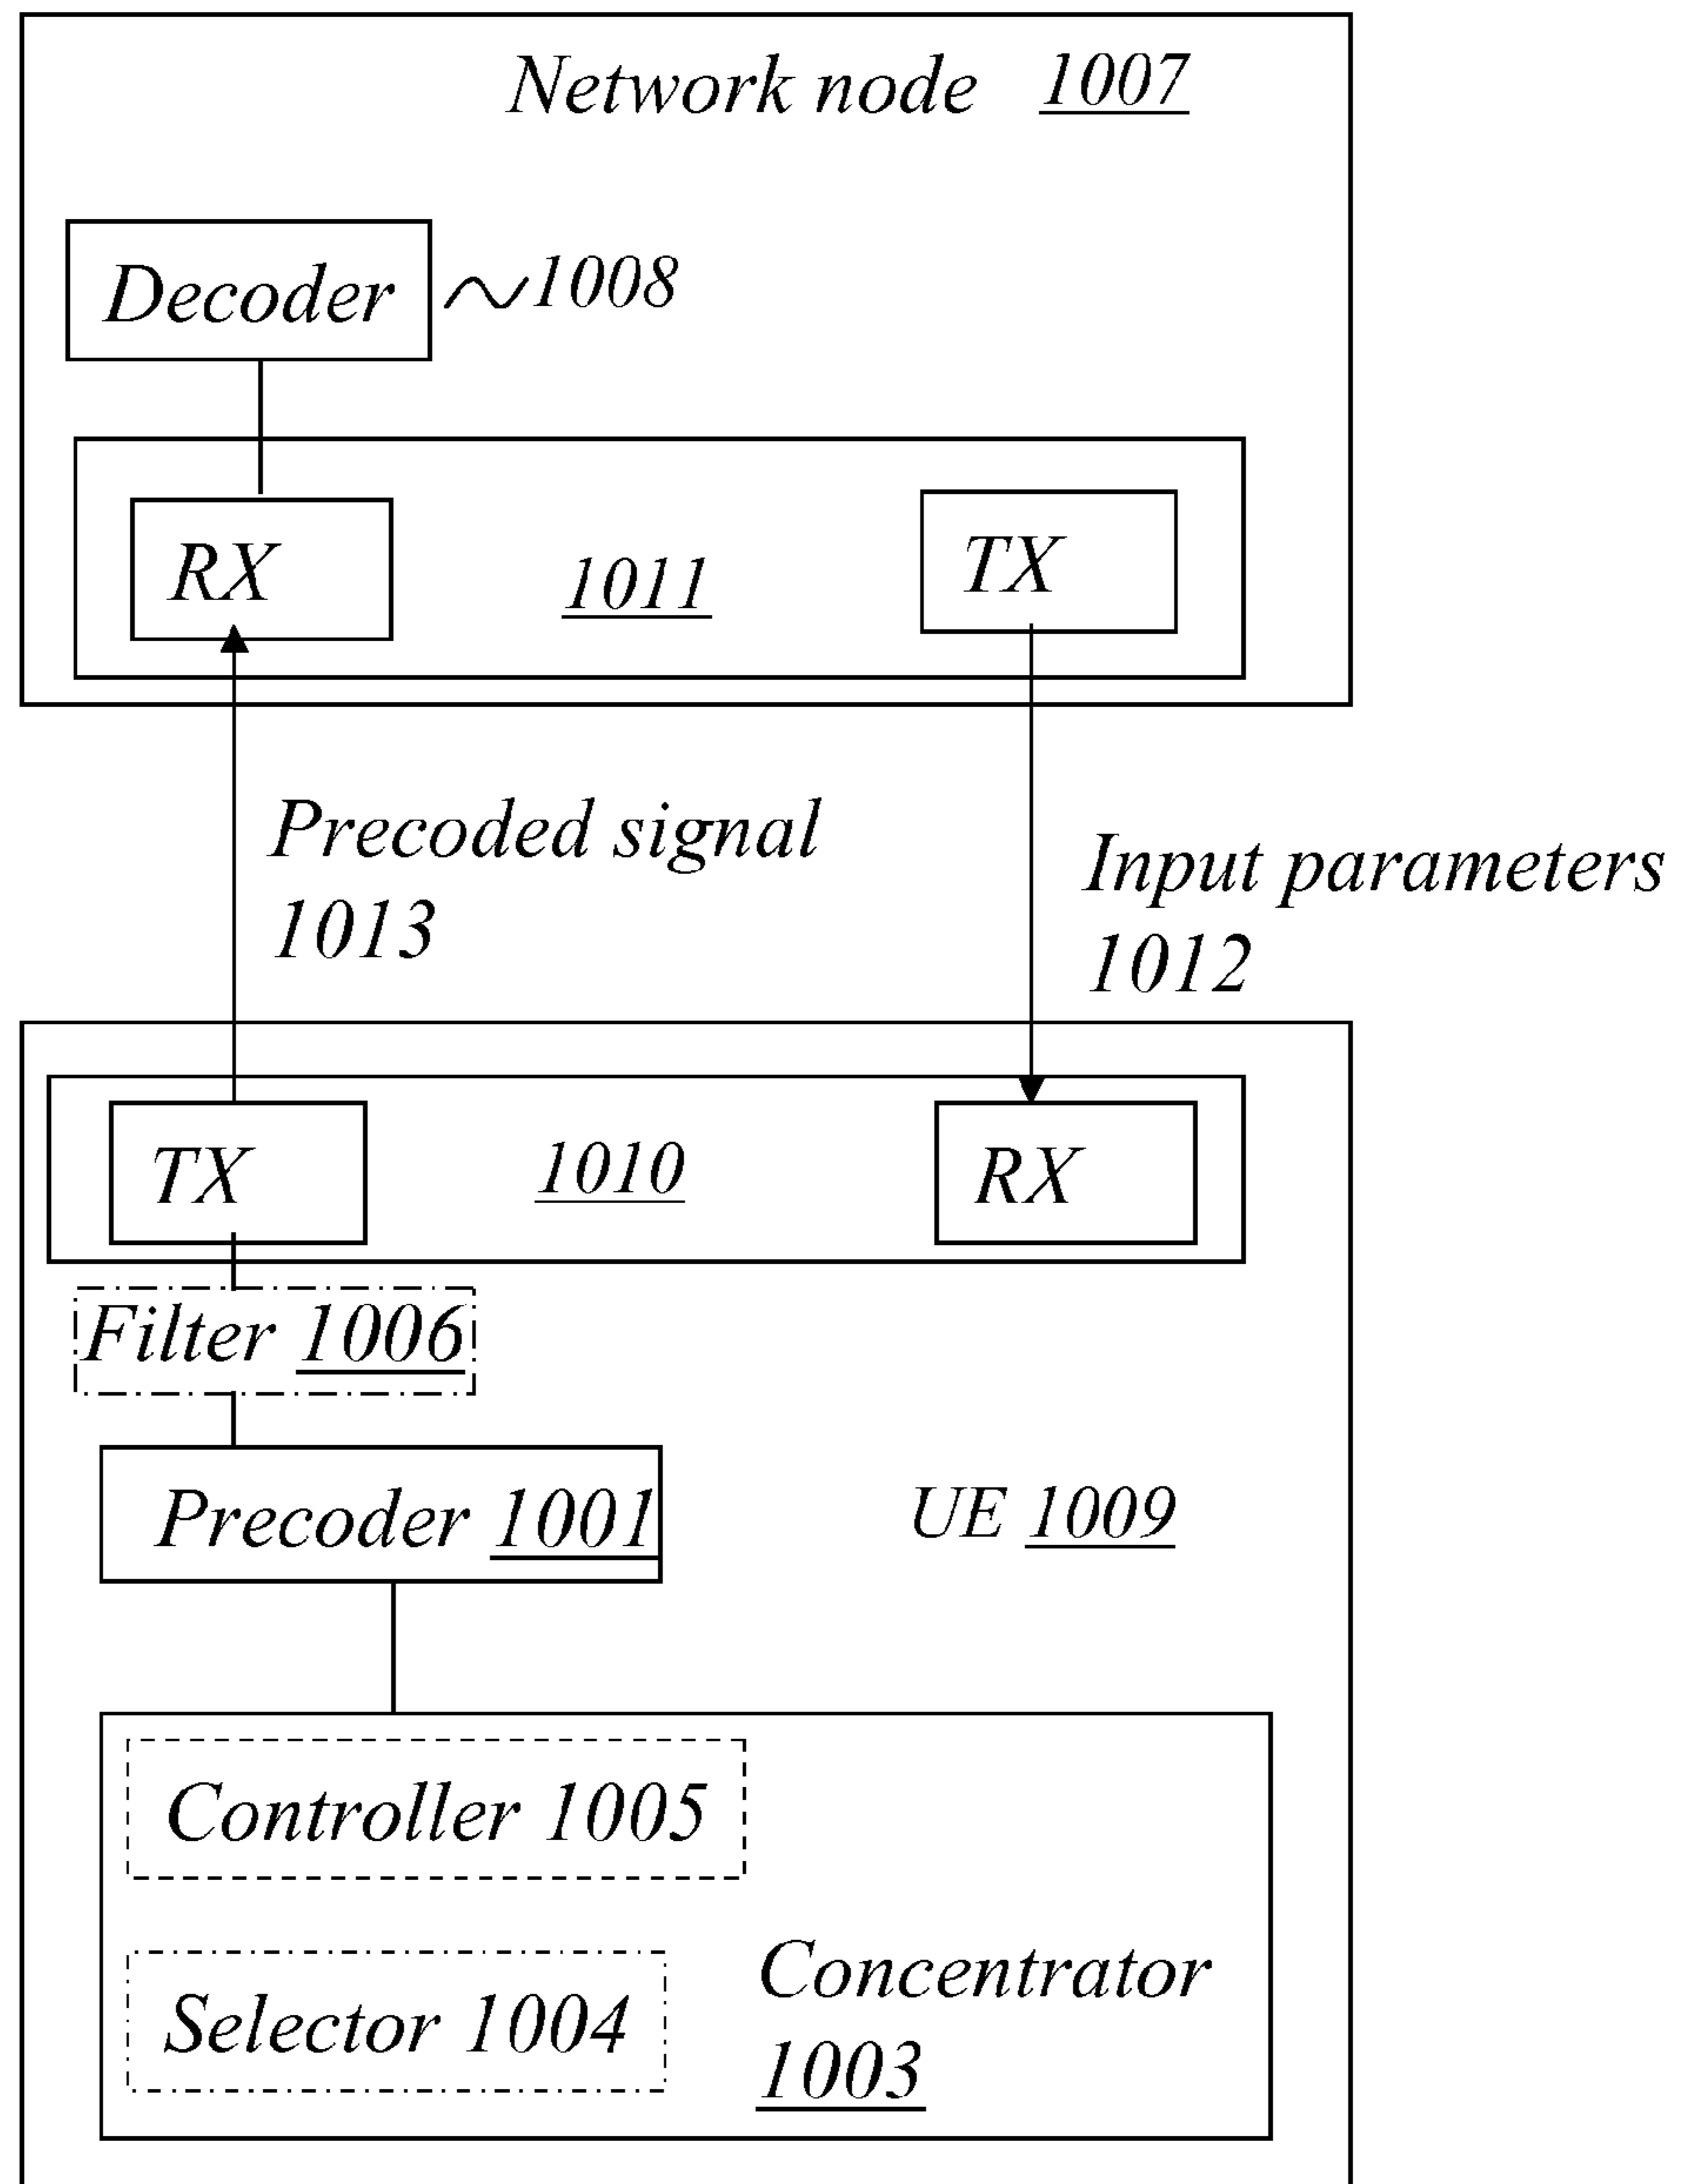 Network node 1007
Decoder 1008
RX 1011 TX
Precoded signal
1013
Input parameters
1012
TX 1010 RX
Filter 1006
Precoder 1001
UE 1009
Controller 1005
Selector 1004
Concentrator
1003